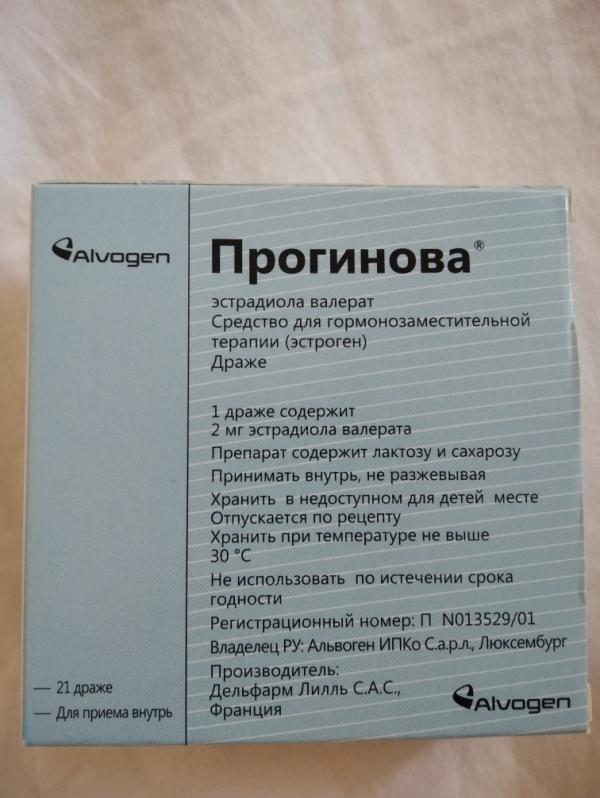 Alvogen
Прогинова®
эстрадиола валерат
Средство для гормонозаместительной
терапии (эстроген)
Драже
1 драже содержит
2 мг эстрадиола валерата
Препарат содержит лактозу и сахарозу
Принимать внутрь, не разжевывая
Хранить в недоступном для детей месте
Отпускается по рецепту
Хранить при температуре не выше
30 °C
Не использовать по истечении срока
годности
Регистрационный номер: П N013529/01
Владелец РУ: Альвоген ИПКо С.а.р.л., Люксембург
Производитель:
Дельфарм Лилль С.А.С.,
Франция
— 21 драже
— Для приема внутрь
Alvogen